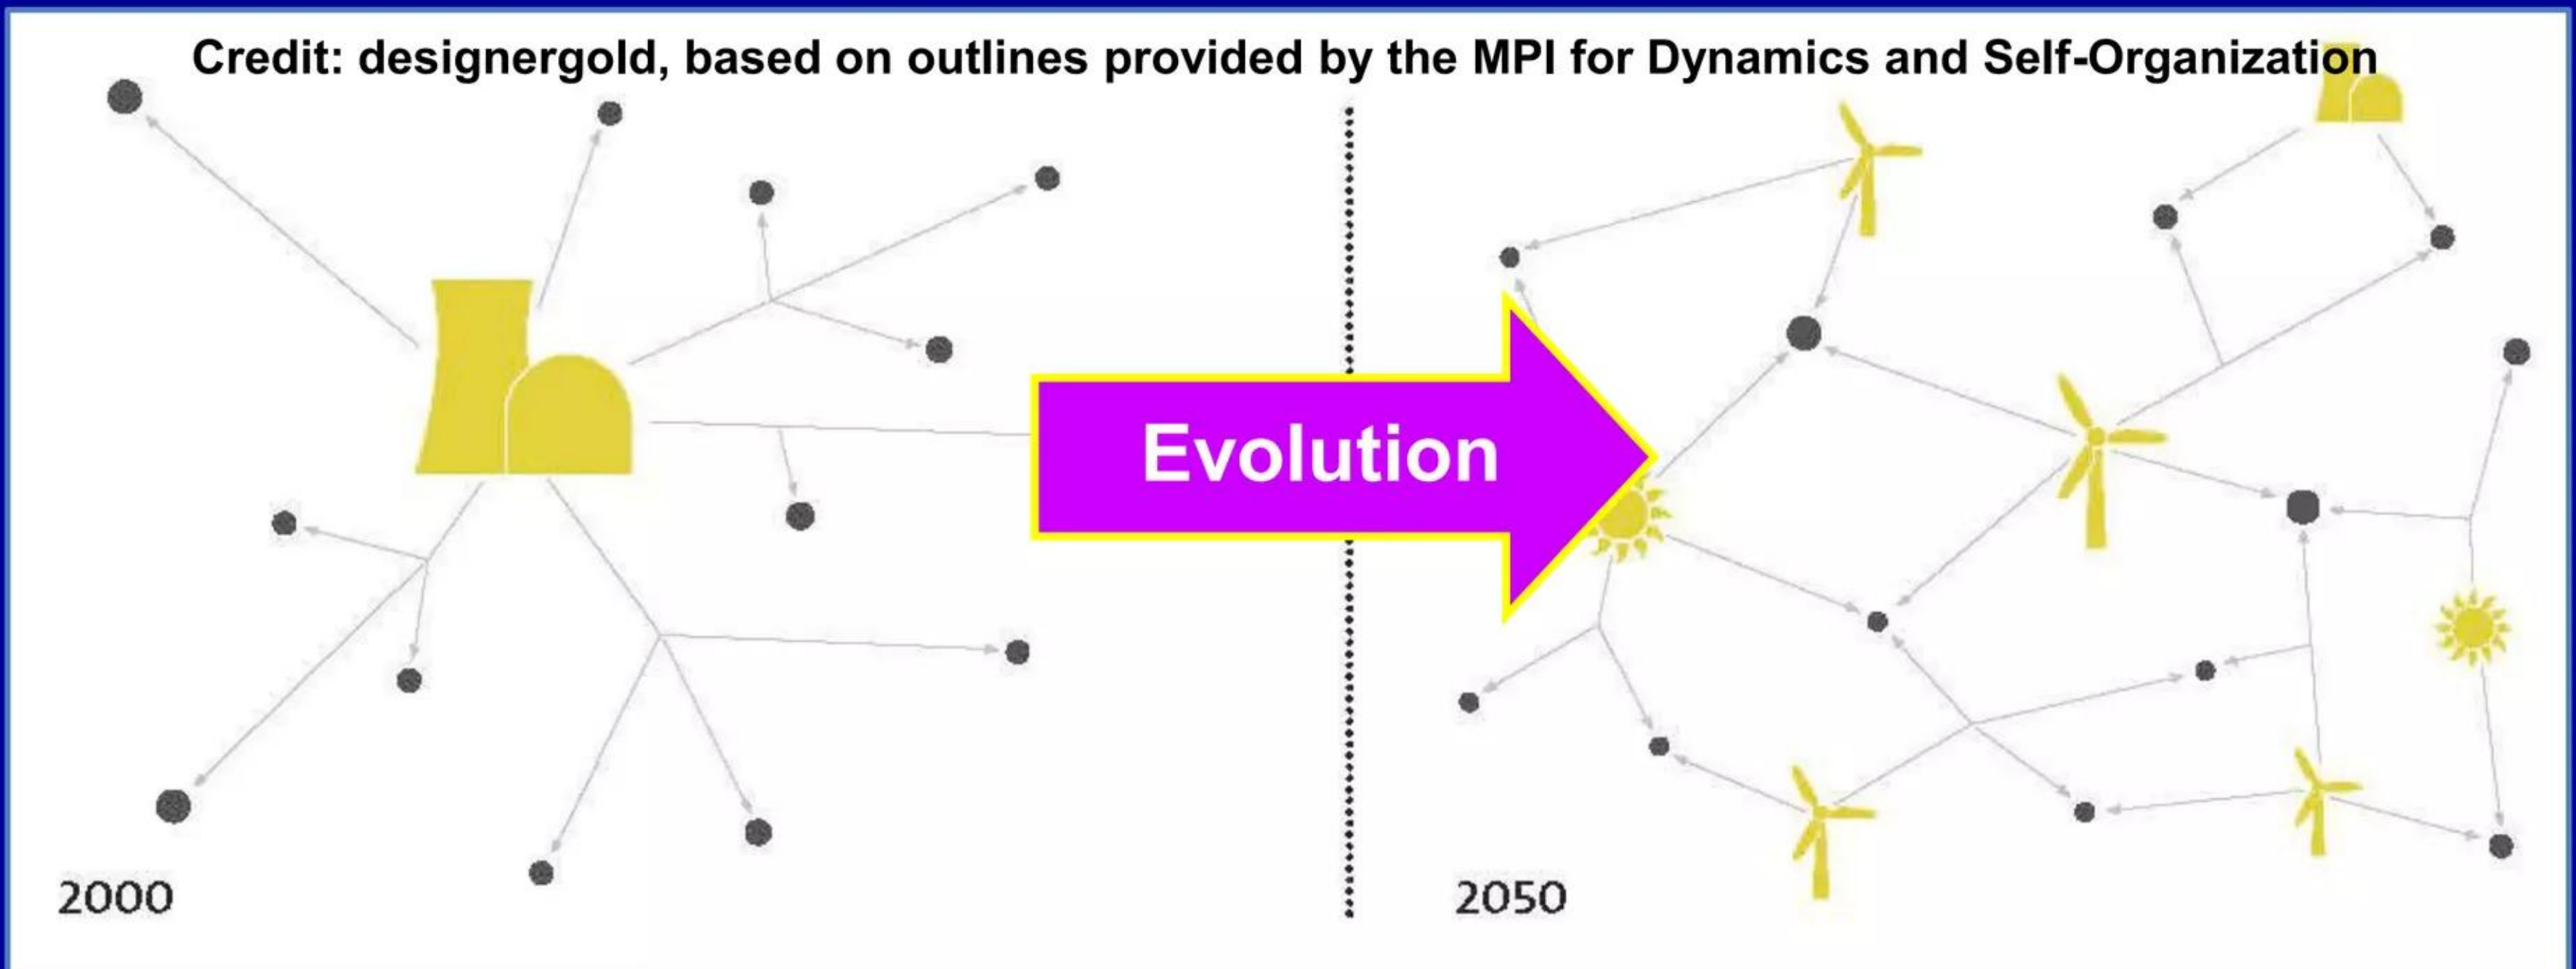 Credit: designergold, based on outlines provided by the MPI for Dynamics and Self-Organization
Evolution
2000
2050